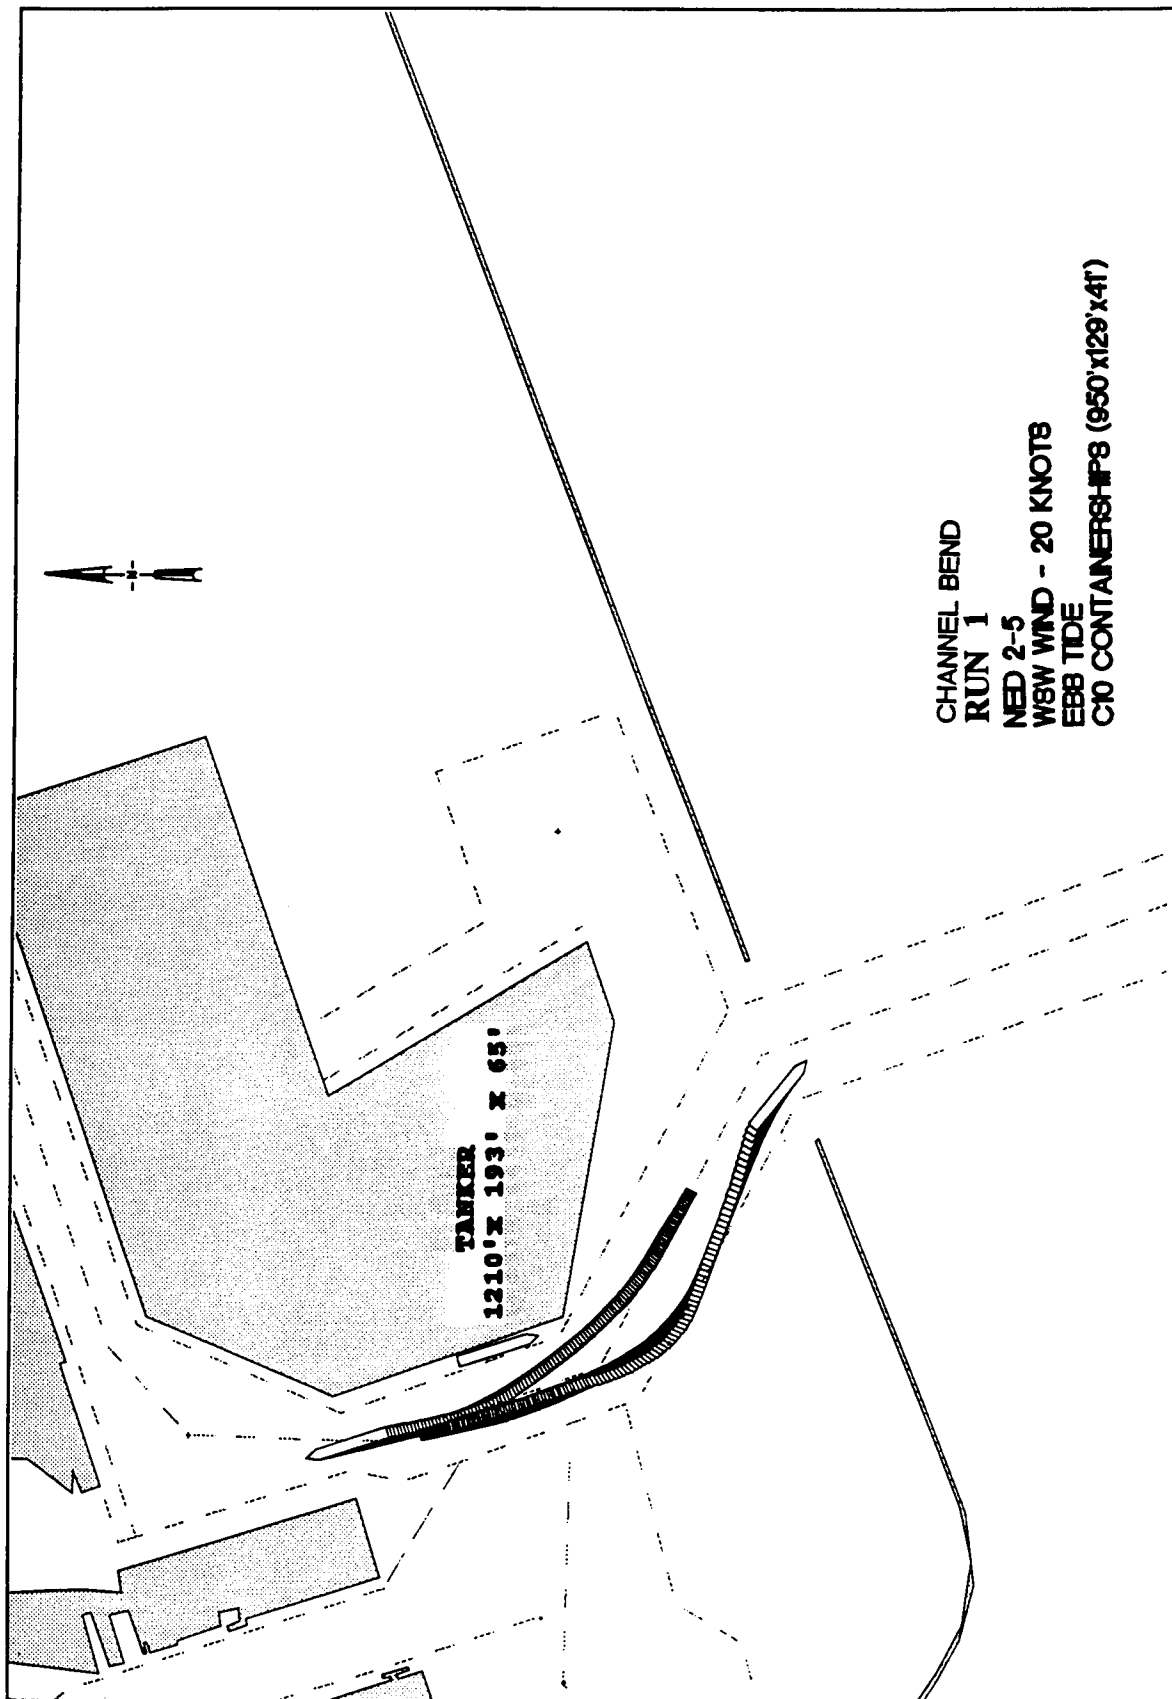 -N-
TANKER
1210' X 193' X 65'
CHANNEL BEND
RUN 1
NED 2-5
WSW WIND - 20 KNOTS
EBB TIDE
C10 CONTAINERSHIPS (950'x129'x41')